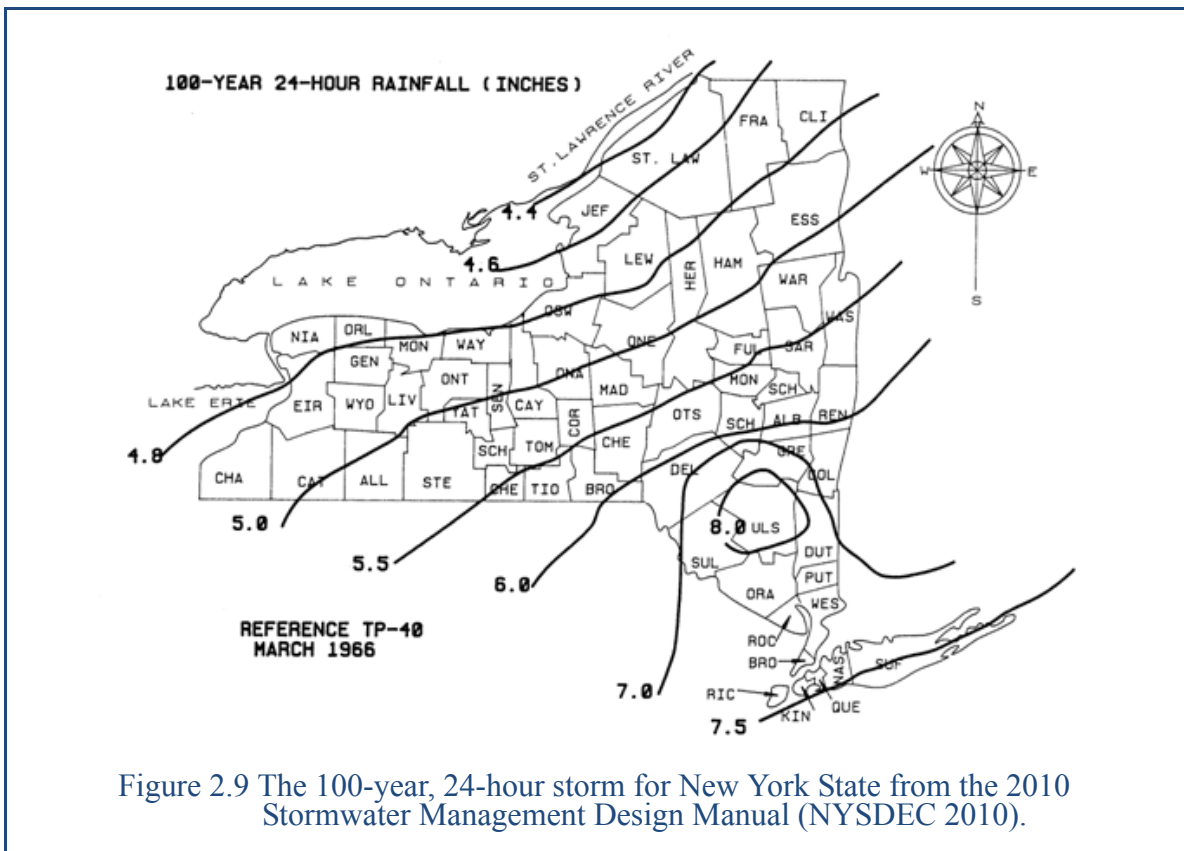 100-YEAR 24-HOUR RAINFALL (INCHES)
ST. LAWRENCE RIVER
N
W
E
S
FRA
CLI
ST. LAW
4.4
JEF
ESS
4.6
LEW
HER
HAM
LAKE ONTARIO
WAR
OSW
WAS
NIA
ORL
MON
WAY
ONE
FUL
SAR
GEN
ONT
ONA
MAD
MON
SCH
LAKE ERIE
EIR
WYO
LIV
YAT
SEN
CAY
COR
OTS
SCH
ALB
REN
CHE
SCH
TOM
4.8
CHA
CAT
ALL
STE
CHE
TIO
BRO
DEL
GRE
COL
5.0
8.0
ULS
5.5
SUL
DUT
6.0
PUT
ORA
WES
REFERENCE TP-40
MARCH 1966
ROC
BRO
NAS
SUF
7.0
RIC
KIN
QUE
7.5
Figure 2.9 The 100-year, 24-hour storm for New York State from the 2010
Stormwater Management Design Manual (NYSDEC 2010).